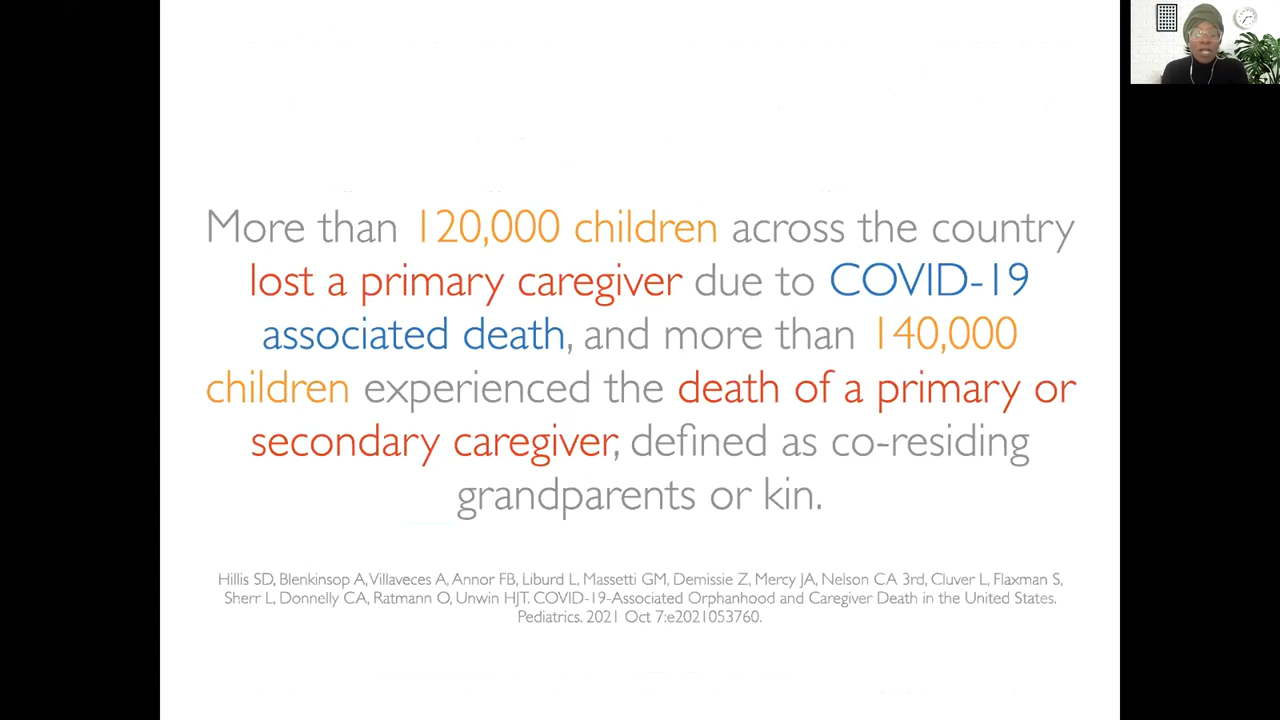 More than 120,000 children across the country
lost a primary caregiver due to COVID-19
associated death, and more than 140,000
children experienced the death of a primary or
secondary caregiver, defined as co-residing
grandparents or kin.
Hillis SD, Blenkinsop A, Villaveces A, Annor FB, Liburd L, Massetti GM, Demissie Z, Mercy JA, Nelson CA 3rd, Cluver L, Flaxman S,
Sherr L, Donnelly CA, Ratmann O, Unwin HJT. COVID-19-Associated Orphanhood and Caregiver Death in the United States.
Pediatrics. 2021 Oct 7:e2021053760.